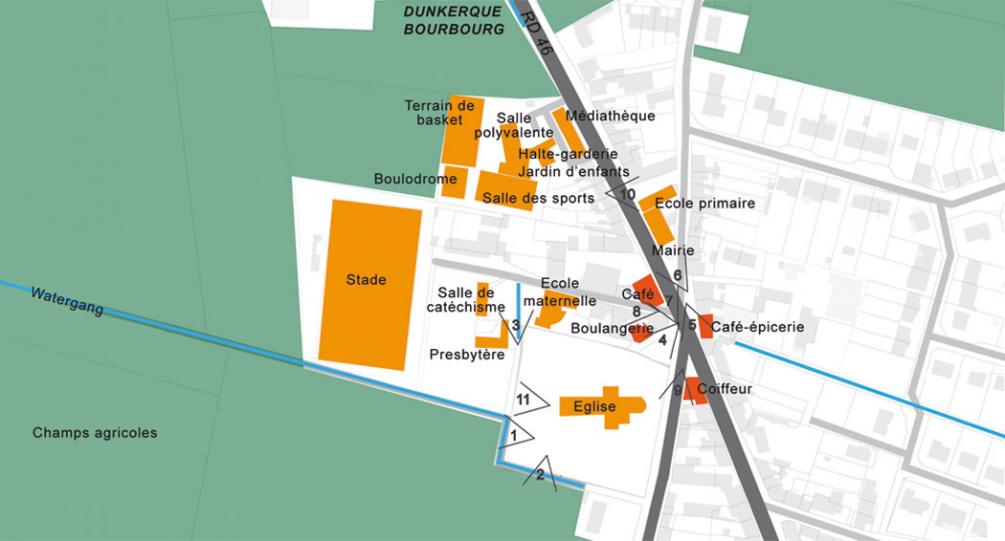 DUNKERQUE
BOURBOURG
RD 46
Terrain de
basket
Salle
polyvalente
Médiathèque
Halte-garderie
Jardin d'enfants
Boulodrome
Salle des sports
10
Ecole primaire
Mairie
Stade
Watergang
Salle de
catéchisme
Ecole
maternelle
6
Café
7
8
3
Boulangerie
4
5
Café-épicerie
Presbytère
9
Coiffeur
11
Eglise
1
Champs agricoles
2